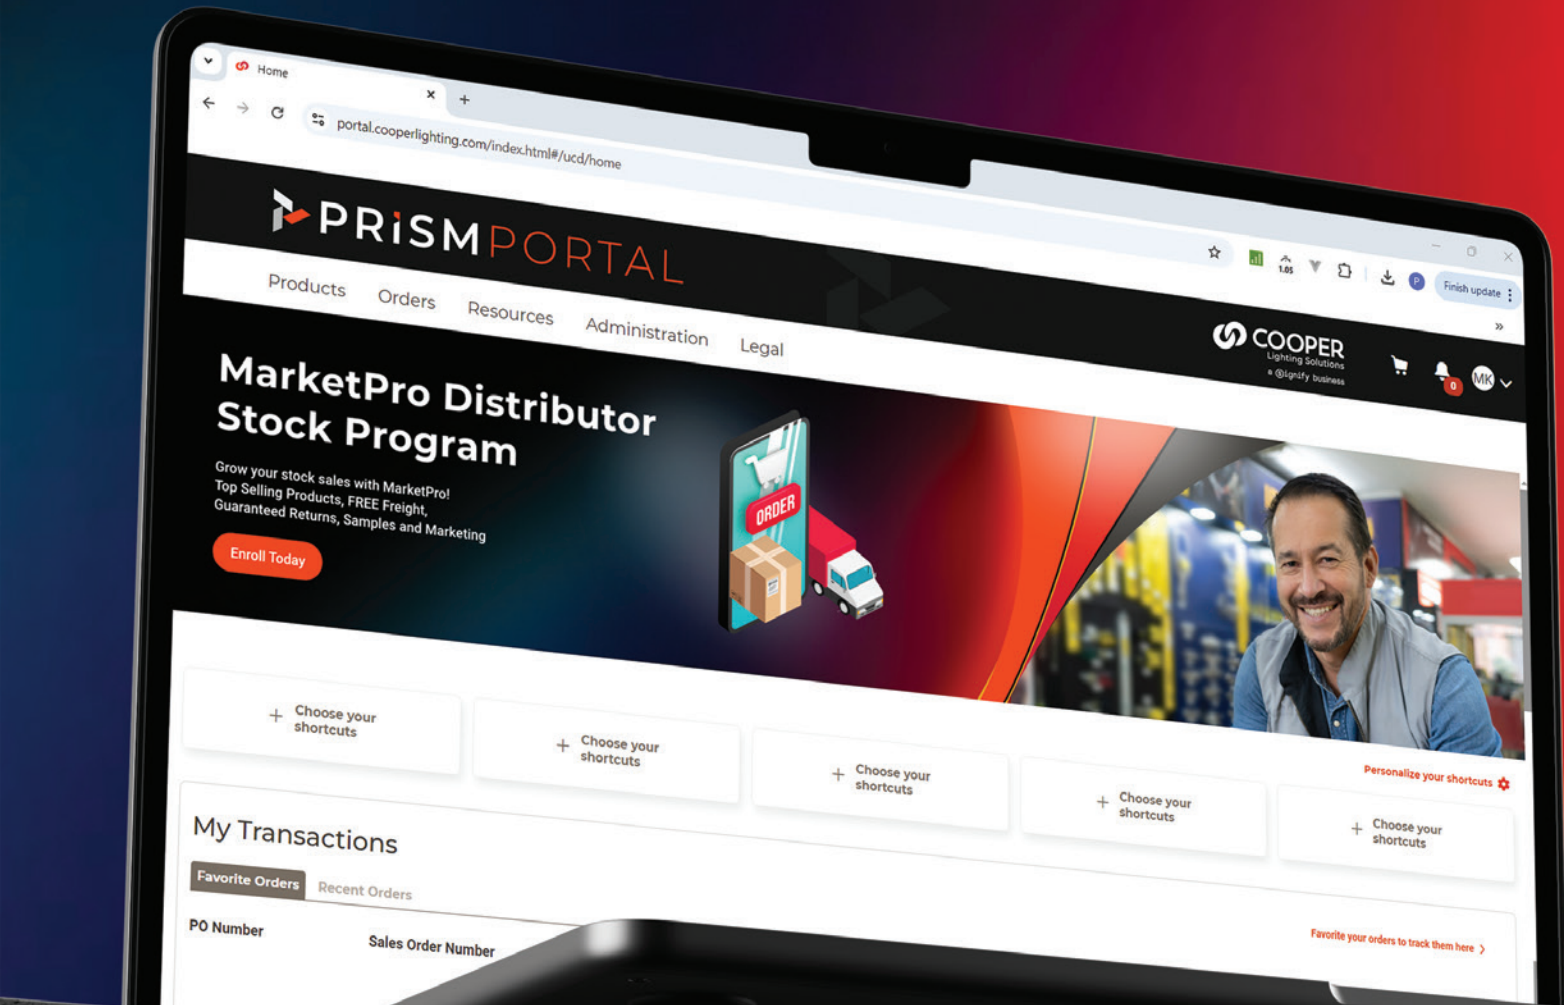 Home
portal.cooperlighting.com/index.html#/ucd/home
1.05
P
Finish update
PRiSMPORTAL
COOPER
Lighting Solutions
a Signify business
0
MK
Products Orders Resources Administration Legal
MarketPro Distributor
Stock Program
Grow your stock sales with MarketPro!
Top Selling Products, FREE Freight,
Guaranteed Returns, Samples and Marketing
Enroll Today
ORDER
Personalize your shortcuts
Choose your
shortcuts
Choose your
shortcuts
Choose your
shortcuts
Choose your
shortcuts
Choose your
shortcuts
My Transactions
Favorite Orders Recent Orders
Favorite your orders to track them here
PO Number Sales Order Number